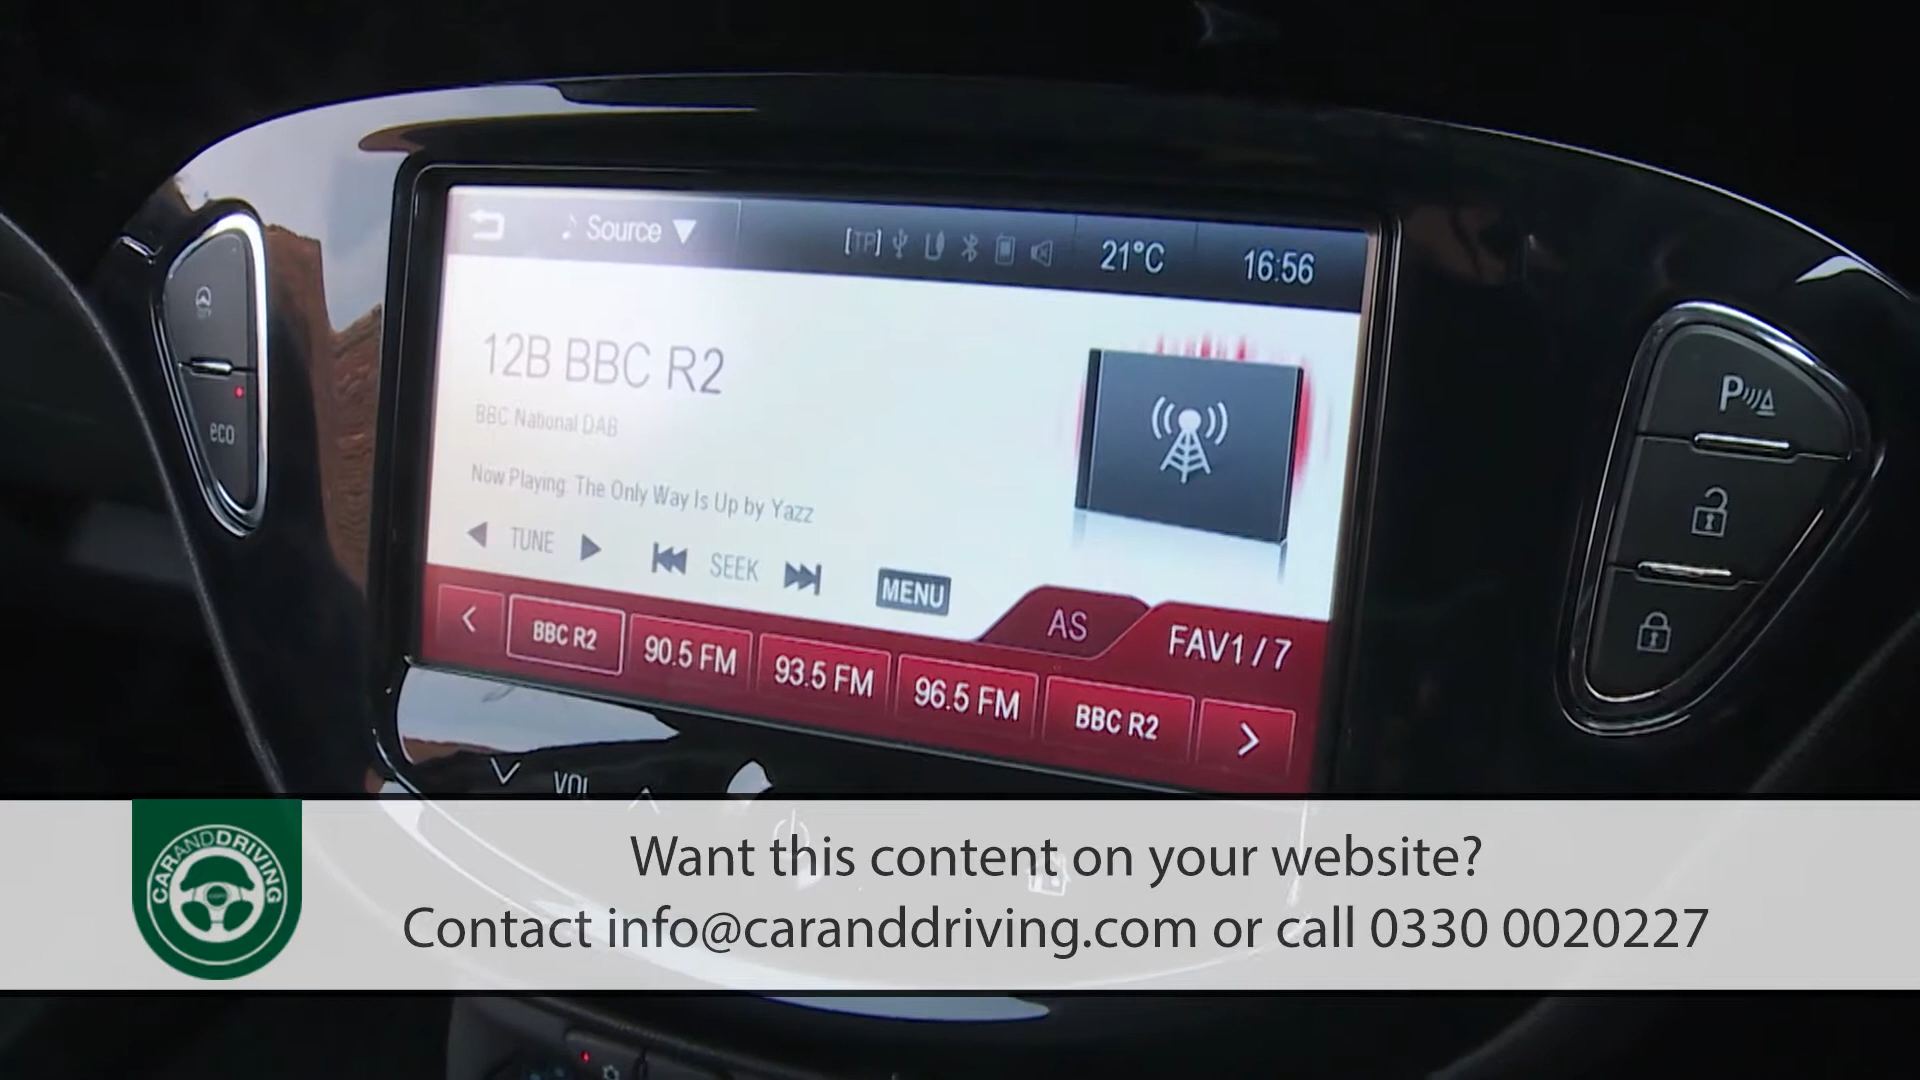 Source
[TP]
21°C
16:56
12B BBC R2
BBC National DAB
Now Playing: The Only Way Is Up by Yazz
TUNE
SEEK
MENU
AS
FAV1/7
BBC R2
90.5 FM
93.5 FM
96.5 FM
BBC R2
eco
P
VOL
CARANDDRIVING
Want this content on your website?
Contact info@caranddriving.com or call 0330 0020227